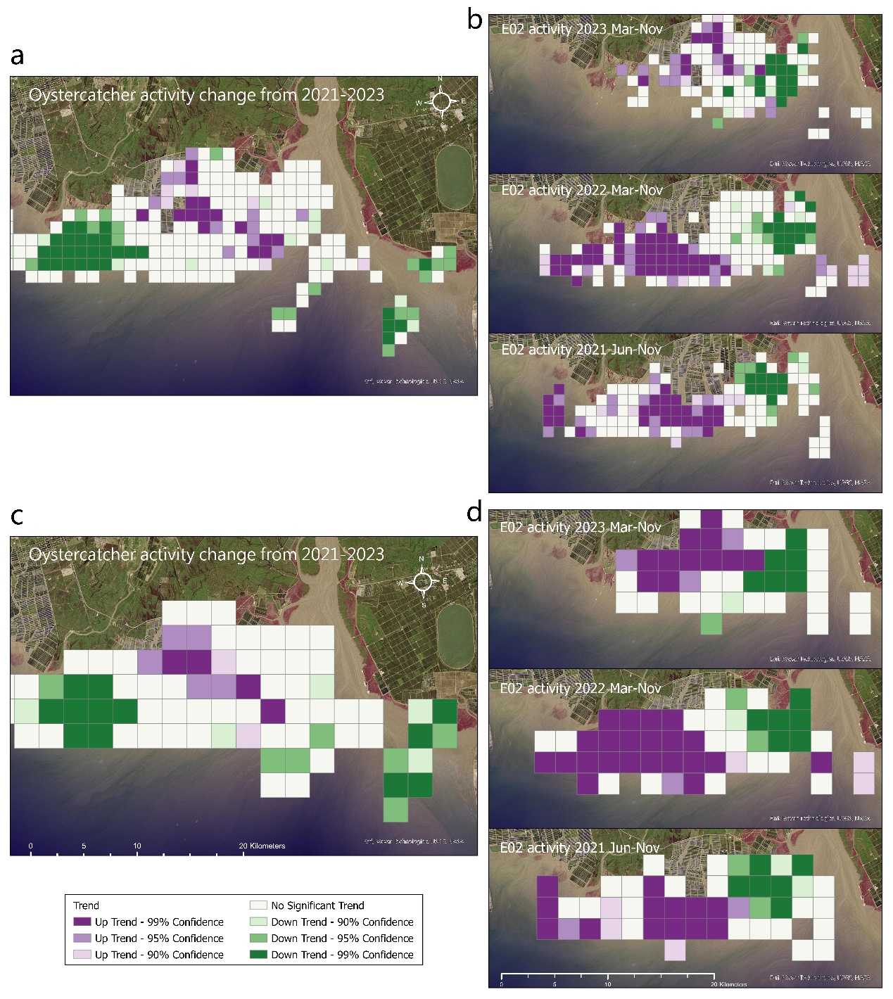 a
Oystercatcher activity change from 2021-2023
N
W E
S
b
E02 activity 2023 Mar-Nov
E02 activity 2022 Mar-Nov
E02 activity 2021 Jun-Nov
c
Oystercatcher activity change from 2021-2023
N
W E
S
0 5 10 20 Kilometers
d
E02 activity 2023 Mar-Nov
E02 activity 2022 Mar-Nov
E02 activity 2021 Jun-Nov
0 5 10 20 Kilometers
Trend
Up Trend - 99% Confidence
Up Trend - 95% Confidence
Up Trend - 90% Confidence
No Significant Trend
Down Trend - 90% Confidence
Down Trend - 95% Confidence
Down Trend - 99% Confidence